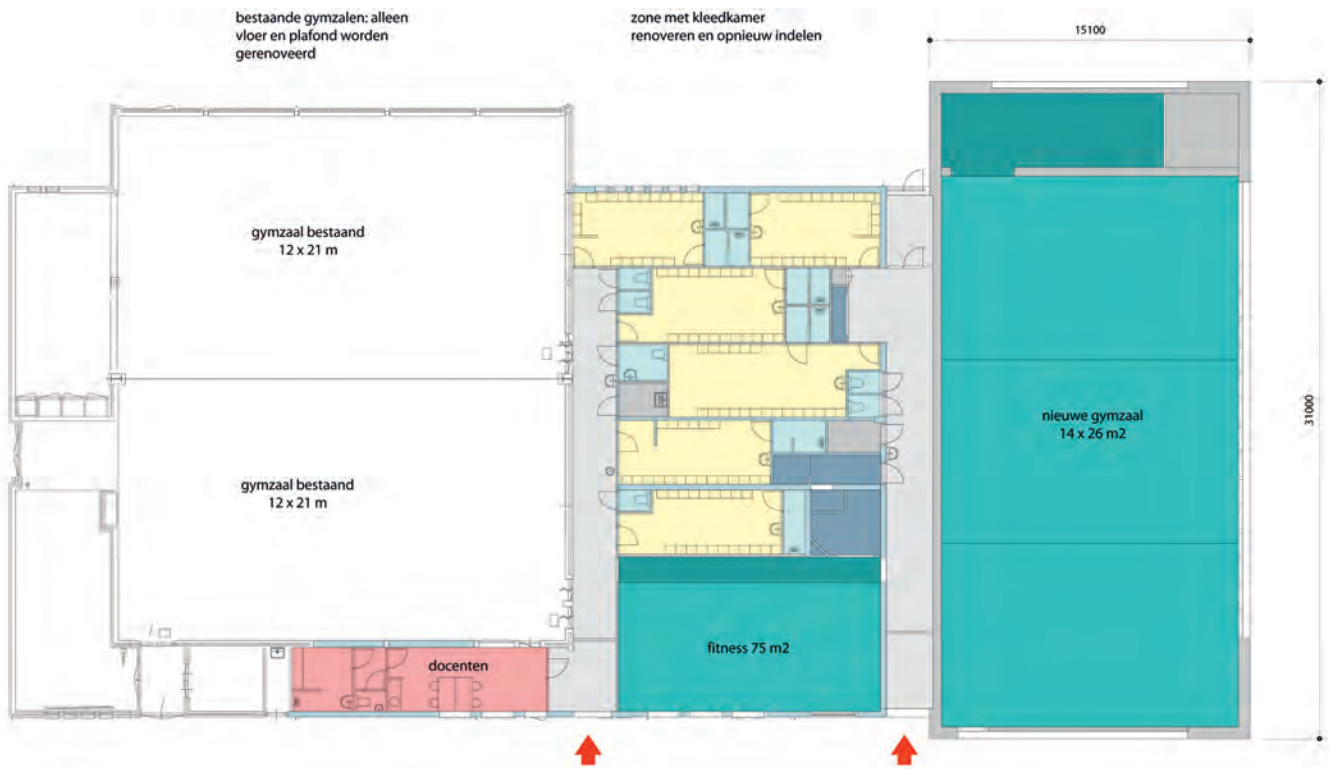 bestaande gymzalen: alleen
vloer en plafond worden
gerenoveerd
zone met kleedkamer
renoveren en opnieuw indelen
15100
gymzaal bestaand
12 x 21 m
nieuwe gymzaal
14 x 26 m2
31000
gymzaal bestaand
12 x 21 m
fitness 75 m2
docenten